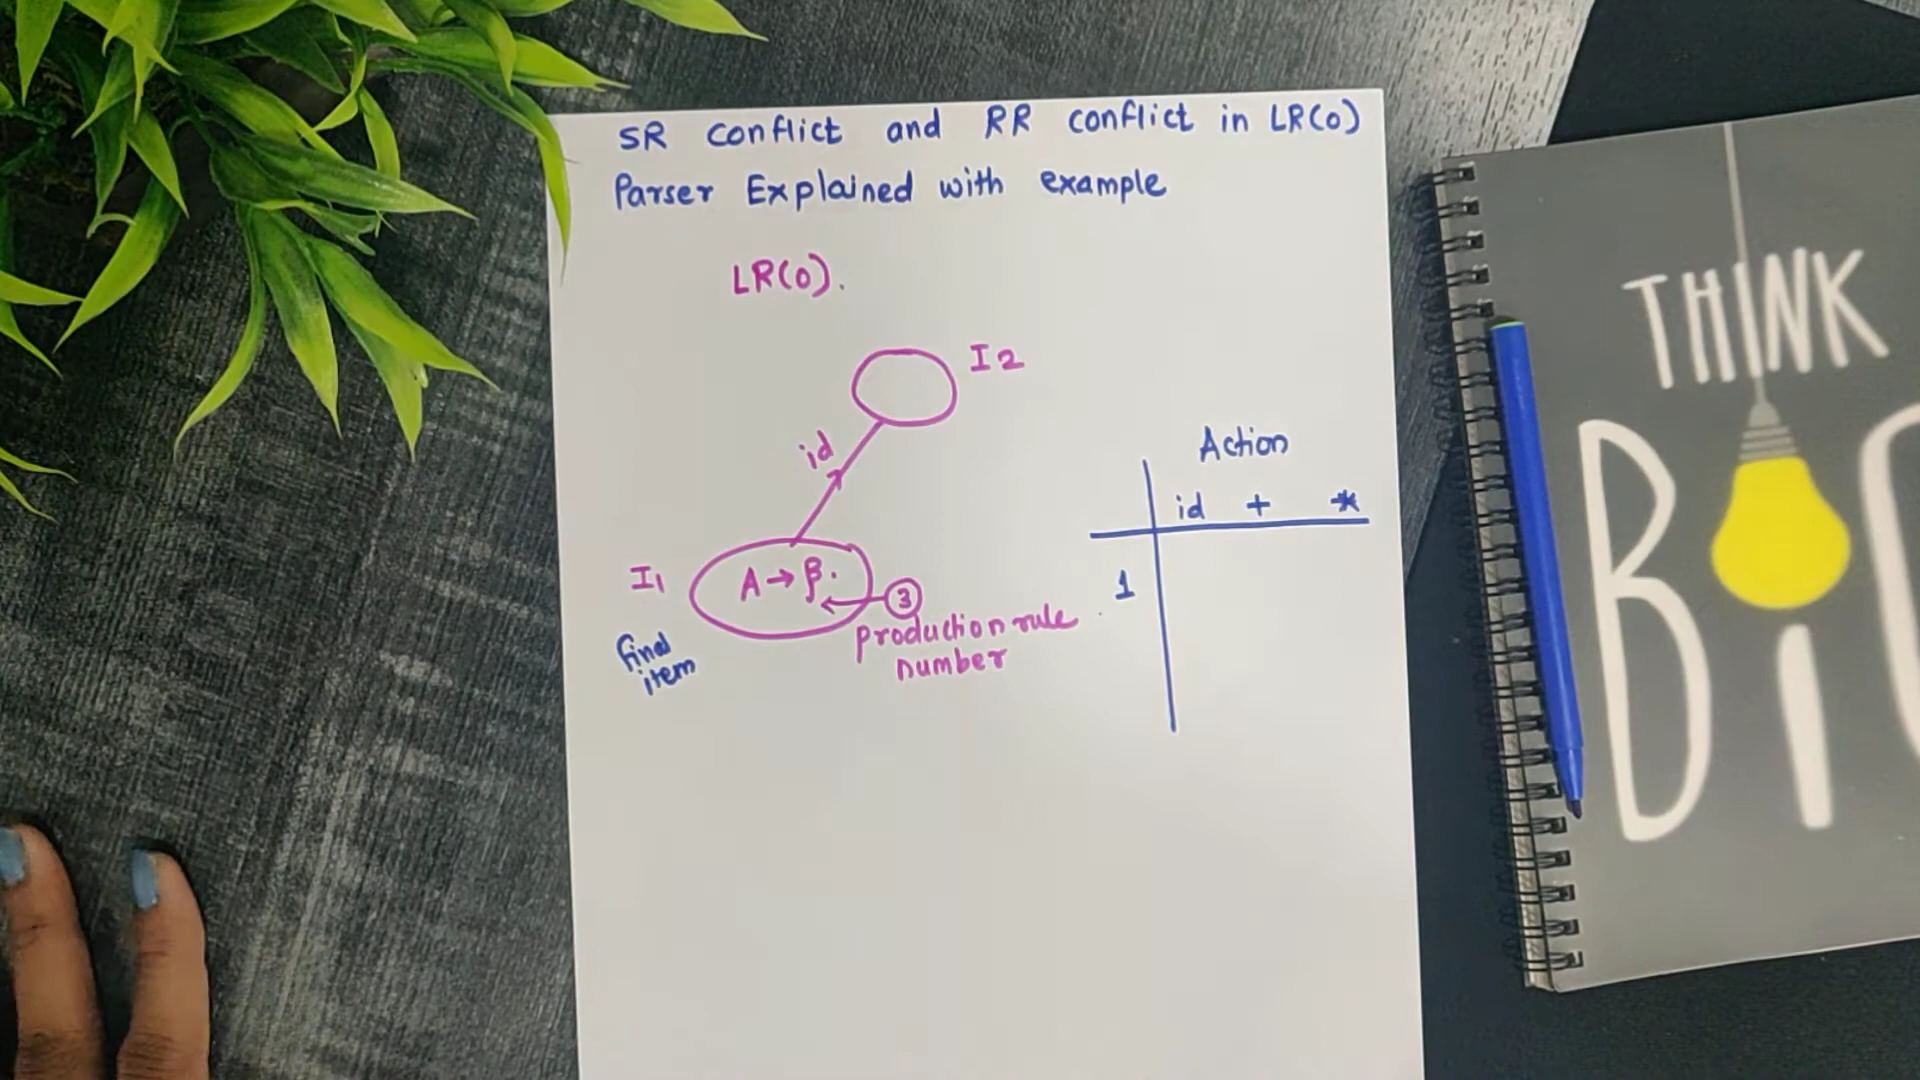 SR conflict and RR conflict in LR(0)
Parser Explained with example
LR(0).
I2
id
Action
id + *
I1
A→β.
3
1
production rule
number
final
item
THINK
BIG